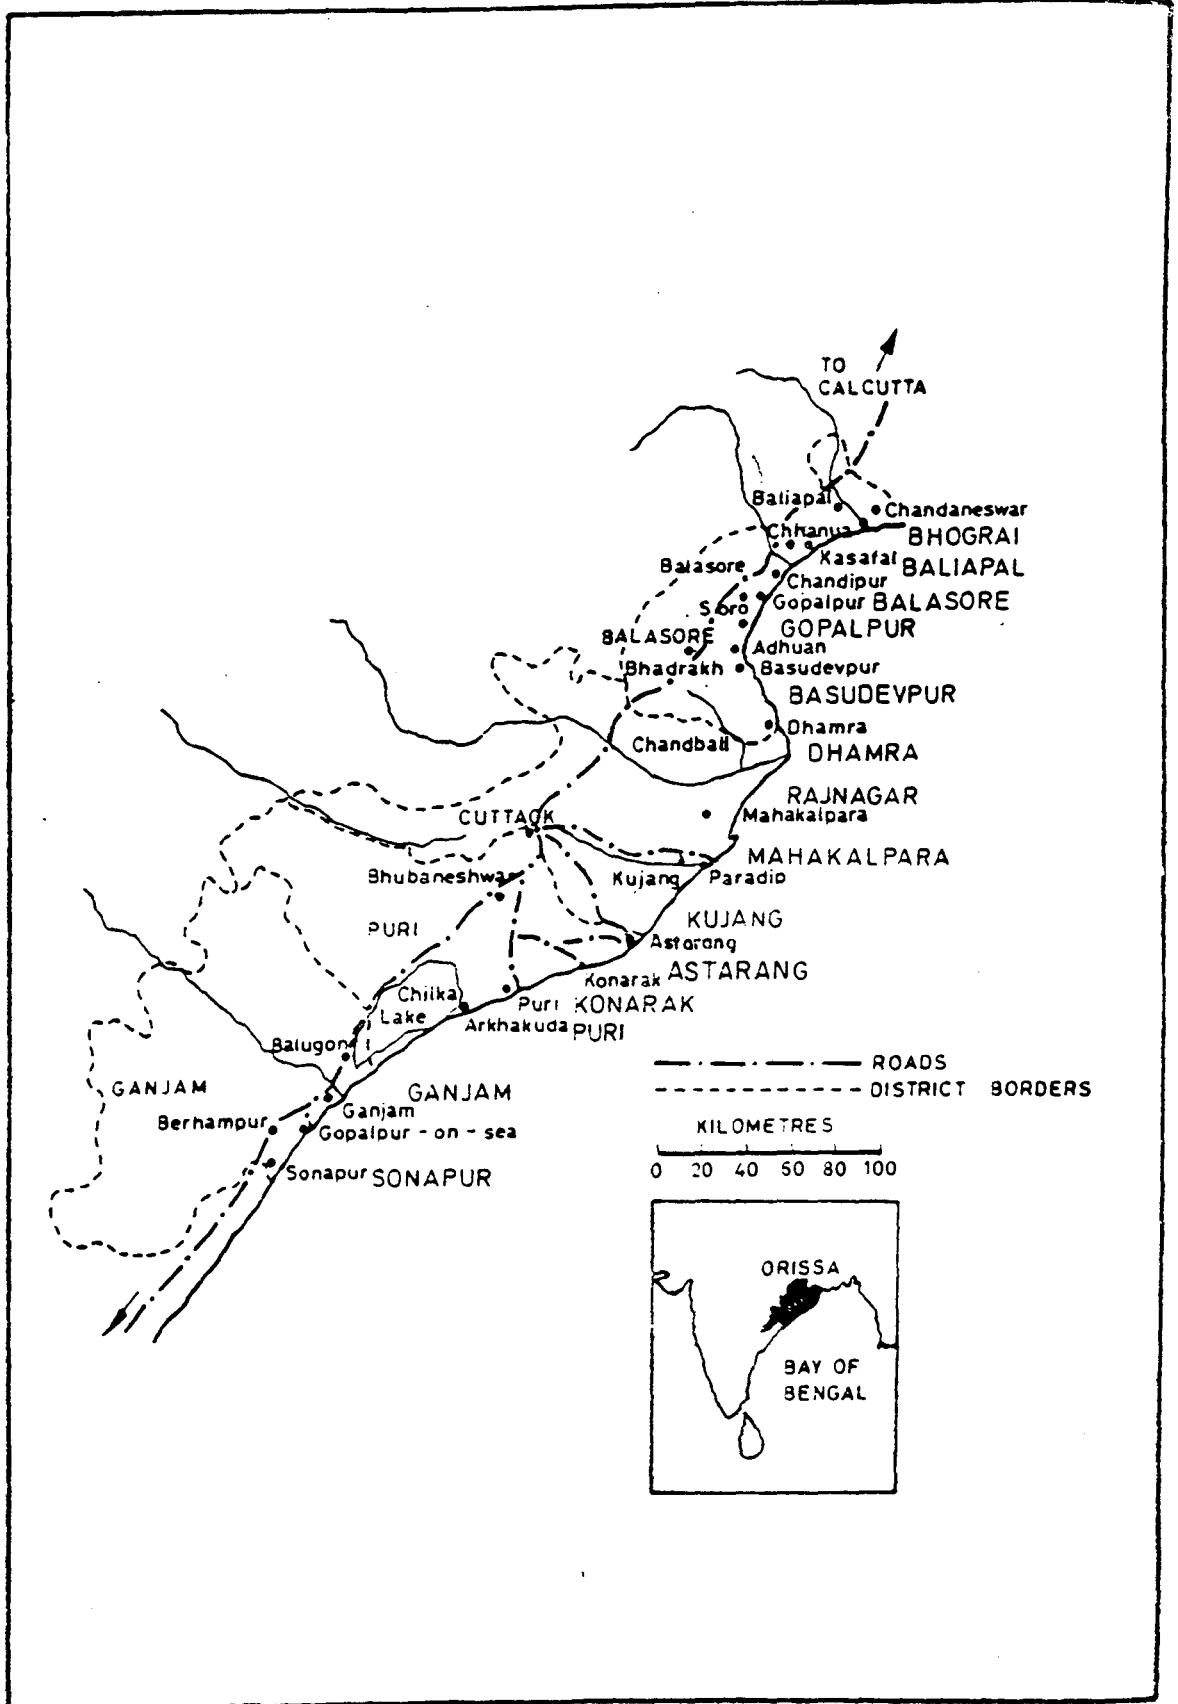 TO
CALCUTTA
Baliapal
Chandaneswar
BHOGRAI
Chhanua
Kasafal BALIAPAL
Balasore
Chandipur
Soro
Gopalpur BALASORE
GOPALPUR
BALASORE
Adhuan
Bhadrakh
Basudevpur
BASUDEVPUR
Dhamra
Chandbali
DHAMRA
RAJNAGAR
Mahakalpara
CUTTACK
MAHAKALPARA
Bhubaneshwar
Kujang
Paradip
KUJANG
PURI
Astarang
Konarak ASTARANG
Chilka
Lake
Puri KONARAK
Arkhakuda PURI
Balugon
ROADS
GANJAM
GANJAM
DISTRICT BORDERS
Ganjam
Berhampur
Gopalpur - on - sea
KILOMETRES
0 20 40 60 80 100
Sonapur SONAPUR
ORISSA
BAY OF
BENGAL